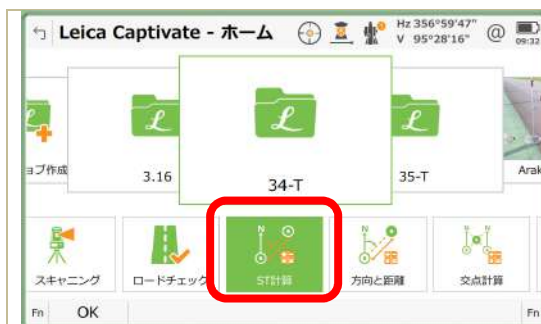 Leica Captivate - ホーム
Hz 356°59'47"
V 95°28'16"
@
09:32
ョブ作成
3.16
34-T
35-T
Arak
スキャニング
ロードチェック
ST計算
方向と距離
交点計算
Fn
OK
Fn